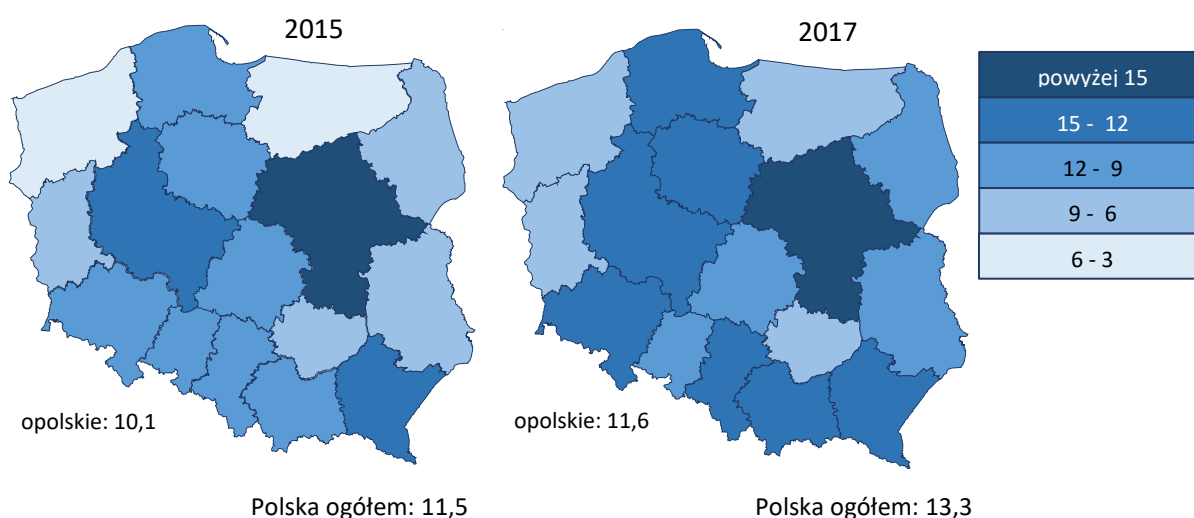 2015
2017
powyżej 15
15 - 12
12 - 9
9 - 6
6 - 3
opolskie: 10,1
opolskie: 11,6
Polska ogółem: 11,5
Polska ogółem: 13,3